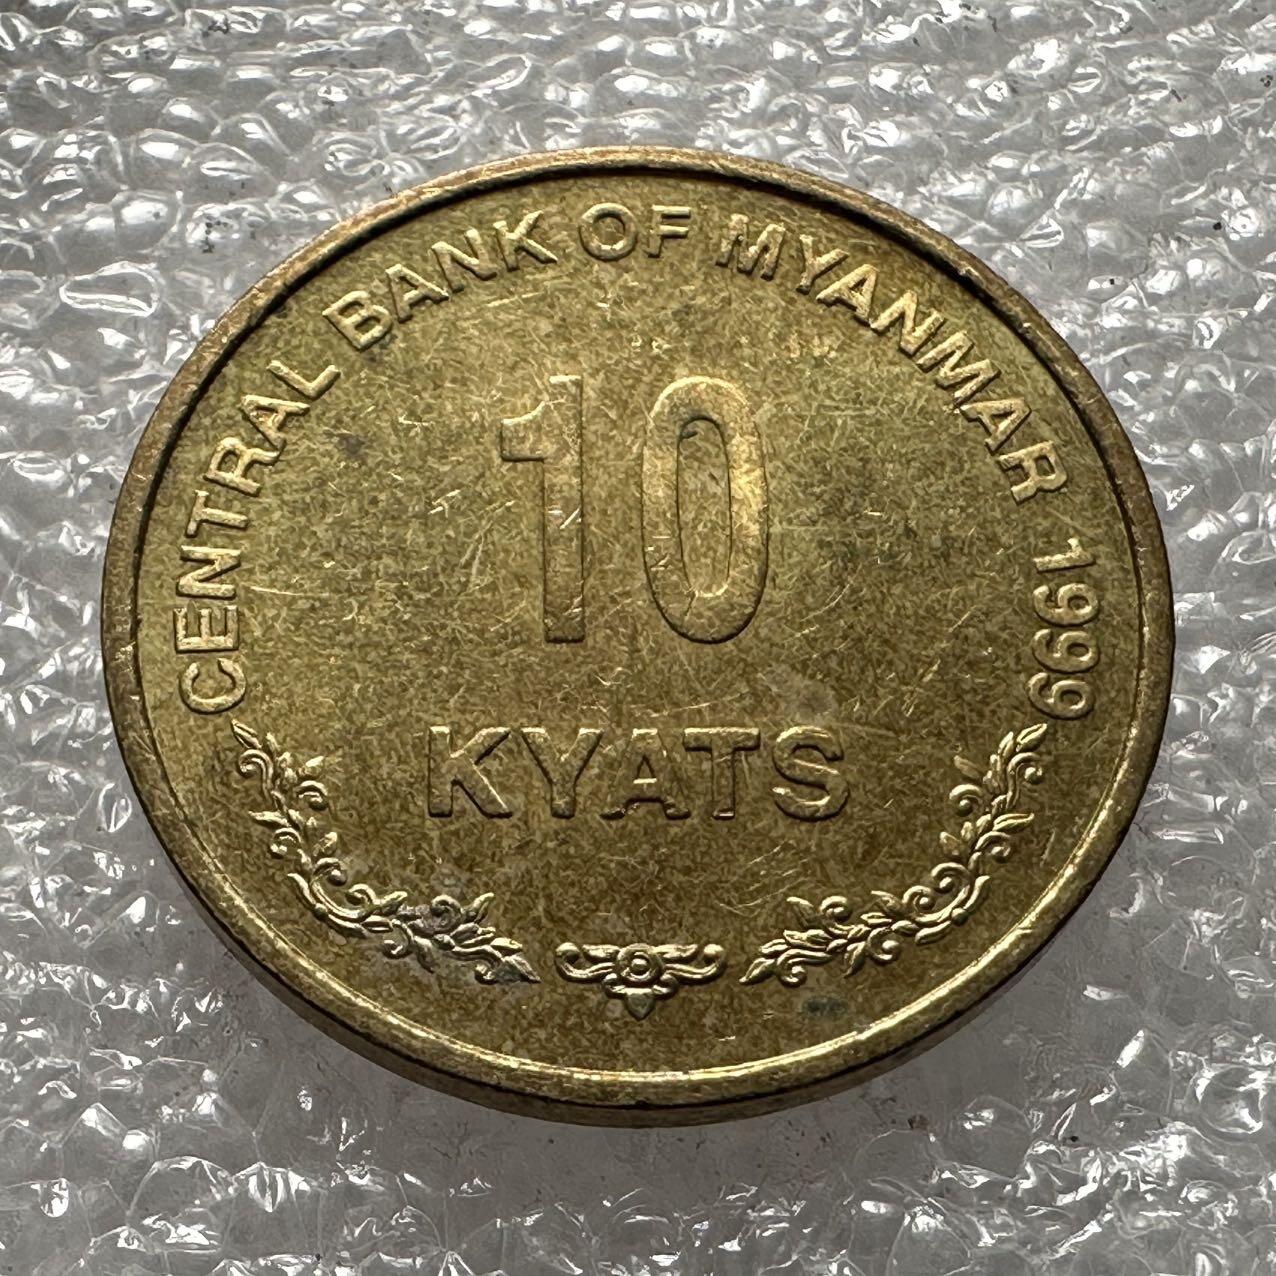 CENTRAL BANK OF MYANMAR 1999
10
KYATS